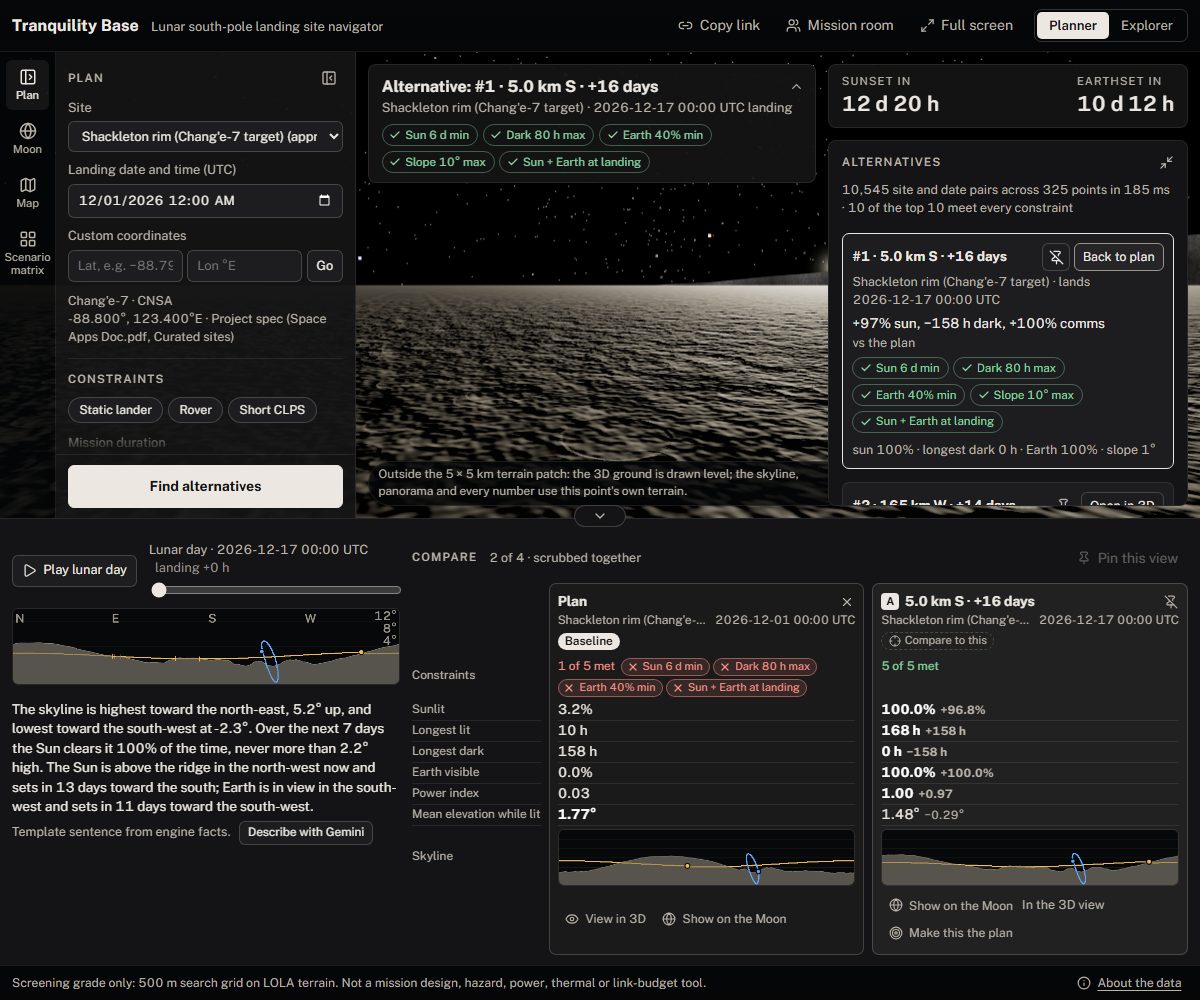 Tranquility Base Lunar south-pole landing site navigator Copy link Mission room Full screen Planner Explorer
Plan
Moon
Map
Scenario
matrix
PLAN
Site
Shackleton rim (Chang'e-7 target) (appr
Landing date and time (UTC)
12/01/2026 12:00 AM
Custom coordinates
Lat, e.g. −88.79 Lon °E Go
Chang'e-7 · CNSA
-88.800°, 123.400°E · Project spec (Space
Apps Doc.pdf, Curated sites)
CONSTRAINTS
Static lander Rover Short CLPS
Mission duration
Find alternatives
Alternative: #1 · 5.0 km S · +16 days
Shackleton rim (Chang'e-7 target) · 2026-12-17 00:00 UTC landing
Sun 6 d min Dark 80 h max Earth 40% min
Slope 10° max Sun + Earth at landing
Outside the 5 × 5 km terrain patch: the 3D ground is drawn level; the skyline,
panorama and every number use this point's own terrain.
SUNSET IN EARTHSET IN
12 d 20 h 10 d 12 h
ALTERNATIVES
10,545 site and date pairs across 325 points in 185 ms
· 10 of the top 10 meet every constraint
#1 · 5.0 km S · +16 days Back to plan
Shackleton rim (Chang'e-7 target) · lands
2026-12-17 00:00 UTC
+97% sun, −158 h dark, +100% comms
vs the plan
Sun 6 d min Dark 80 h max
Earth 40% min Slope 10° max
Sun + Earth at landing
sun 100% · longest dark 0 h · Earth 100% · slope 1°
#2 · 165 km W · +14 days Open in 3D
Play lunar day
Lunar day · 2026-12-17 00:00 UTC
landing +0 h
N E S W 12°
8°
4°
The skyline is highest toward the north-east, 5.2° up, and
lowest toward the south-west at -2.3°. Over the next 7 days
the Sun clears it 100% of the time, never more than 2.2°
high. The Sun is above the ridge in the north-west now and
sets in 13 days toward the south; Earth is in view in the south-
west and sets in 11 days toward the south-west.
Template sentence from engine facts. Describe with Gemini
COMPARE 2 of 4 · scrubbed together Pin this view
Plan
Shackleton rim (Chang'e-... 2026-12-01 00:00 UTC
Baseline
A 5.0 km S · +16 days
Shackleton rim (Chang'e-... 2026-12-17 00:00 UTC
Compare to this
Constraints 1 of 5 met Sun 6 d min Dark 80 h max
Earth 40% min Sun + Earth at landing
5 of 5 met
Sunlit 3.2% 100.0% +96.8%
Longest lit 10 h 168 h +158 h
Longest dark 158 h 0 h −158 h
Earth visible 0.0% 100.0% +100.0%
Power index 0.03 1.00 +0.97
Mean elevation while lit 1.77° 1.48° −0.29°
Skyline
View in 3D Show on the Moon
Show on the Moon In the 3D view
Make this the plan
Screening grade only: 500 m search grid on LOLA terrain. Not a mission design, hazard, power, thermal or link-budget tool. About the data